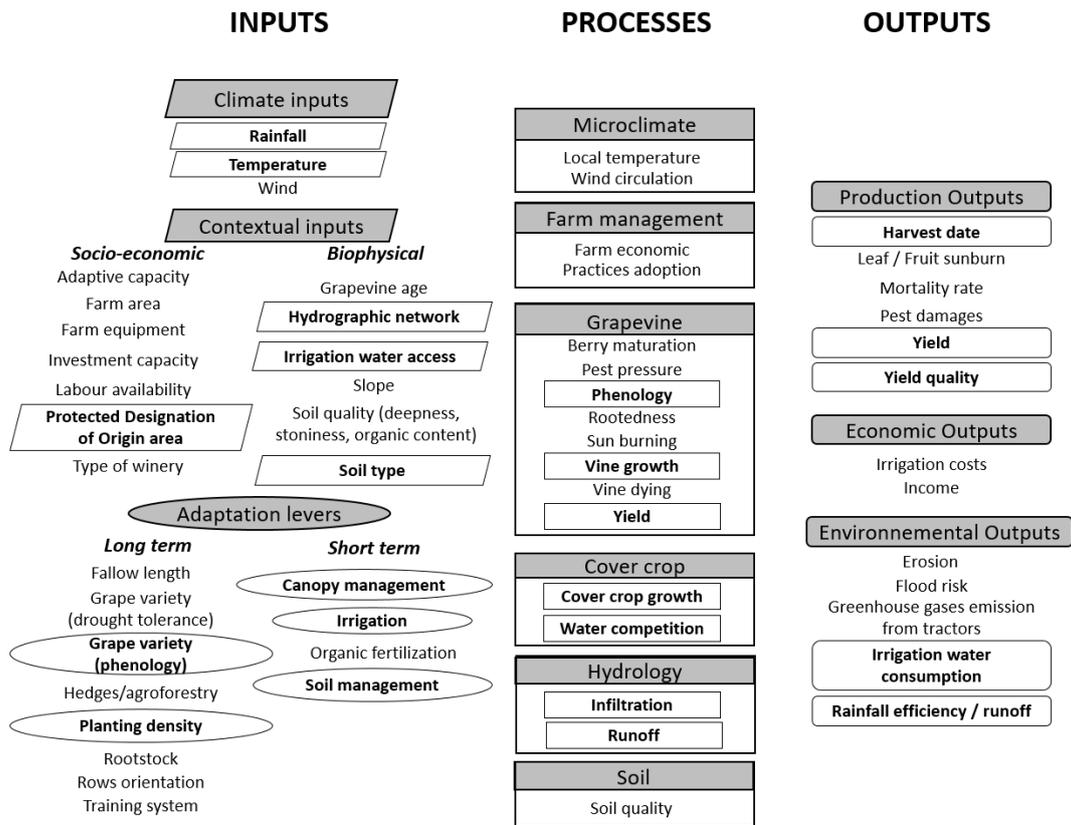 INPUTS
Climate inputs
Rainfall
Temperature
Wind
Contextual inputs
Socio-economic
Adaptive capacity
Farm area
Farm equipment
Investment capacity
Labour availability
Protected Designation
of Origin area
Type of winery
Biophysical
Grapevine age
Hydrographic network
Irrigation water access
Slope
Soil quality (deepness,
stoniness, organic content)
Soil type
Adaptation levers
Long term
Fallow length
Grape variety
(drought tolerance)
Grape variety
(phenology)
Hedges/agroforestry
Planting density
Rootstock
Rows orientation
Training system
Short term
Canopy management
Irrigation
Organic fertilization
Soil management
PROCESSES
Microclimate
Local temperature
Wind circulation
Farm management
Farm economic
Practices adoption
Grapevine
Berry maturation
Pest pressure
Phenology
Rootedness
Sun burning
Vine growth
Vine dying
Yield
Cover crop
Cover crop growth
Water competition
Hydrology
Infiltration
Runoff
Soil
Soil quality
OUTPUTS
Production Outputs
Harvest date
Leaf / Fruit sunburn
Mortality rate
Pest damages
Yield
Yield quality
Economic Outputs
Irrigation costs
Income
Environnemental Outputs
Erosion
Flood risk
Greenhouse gases emission
from tractors
Irrigation water
consumption
Rainfall efficiency / runoff